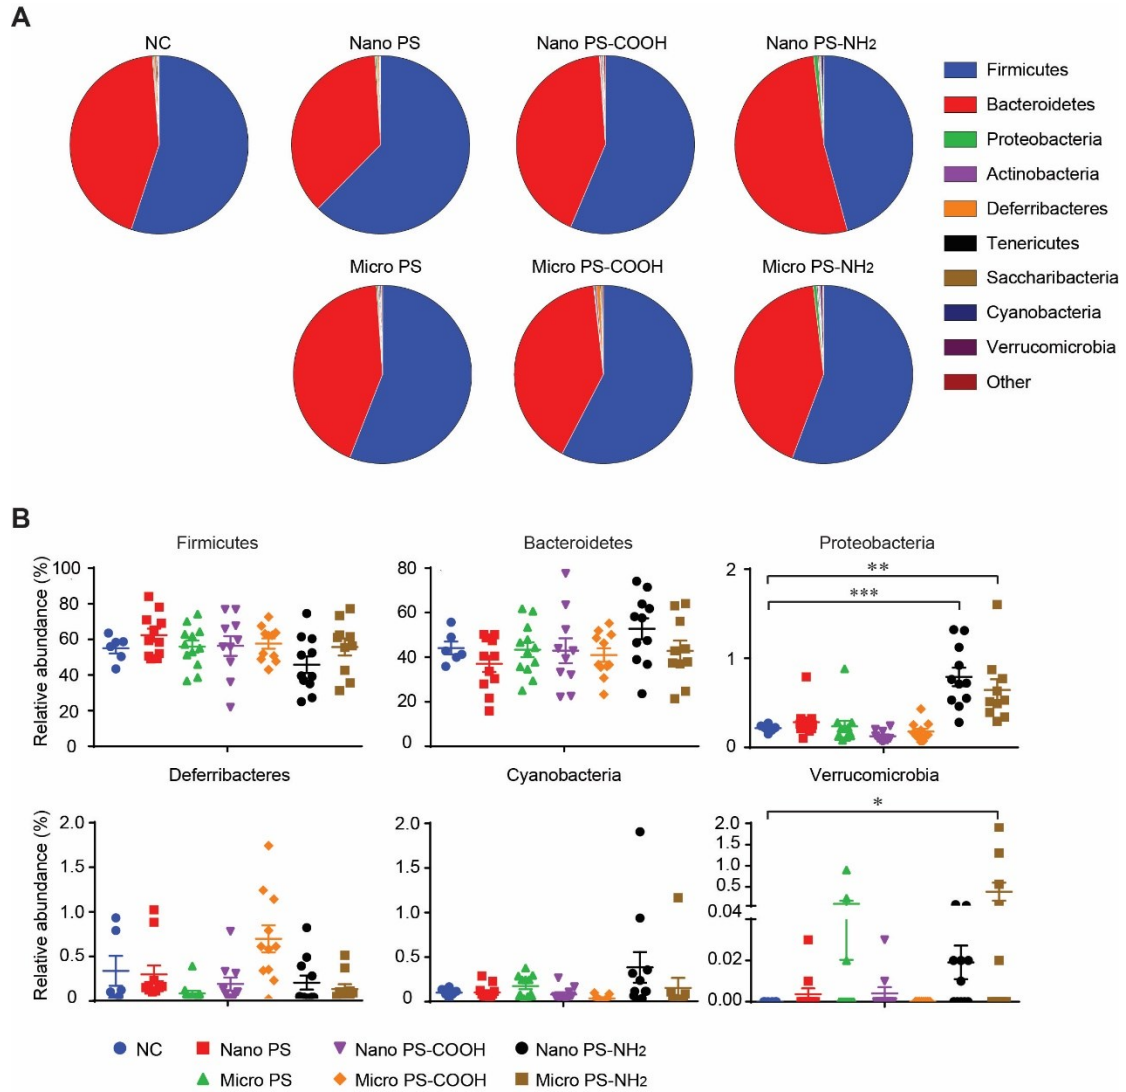 A
NC
Nano PS
Nano PS-COOH
Nano PS-NH2
Micro PS
Micro PS-COOH
Micro PS-NH2
Firmicutes
Bacteroidetes
Proteobacteria
Actinobacteria
Deferribacteres
Tenericutes
Saccharibacteria
Cyanobacteria
Verrucomicrobia
Other
B
Firmicutes
Relative abundance (%)
100
80
60
40
20
0
Bacteroidetes
80
60
40
20
0
Proteobacteria
2
1
0
**
***
Deferribacteres
Relative abundance (%)
2.0
1.5
1.0
0.5
0
Cyanobacteria
2.0
1.5
1.0
0.5
0
Verrucomicrobia
*
2.0
1.5
1.0
0.5
0.04
0.02
0.00
NC
Nano PS
Nano PS-COOH
Nano PS-NH2
Micro PS
Micro PS-COOH
Micro PS-NH2